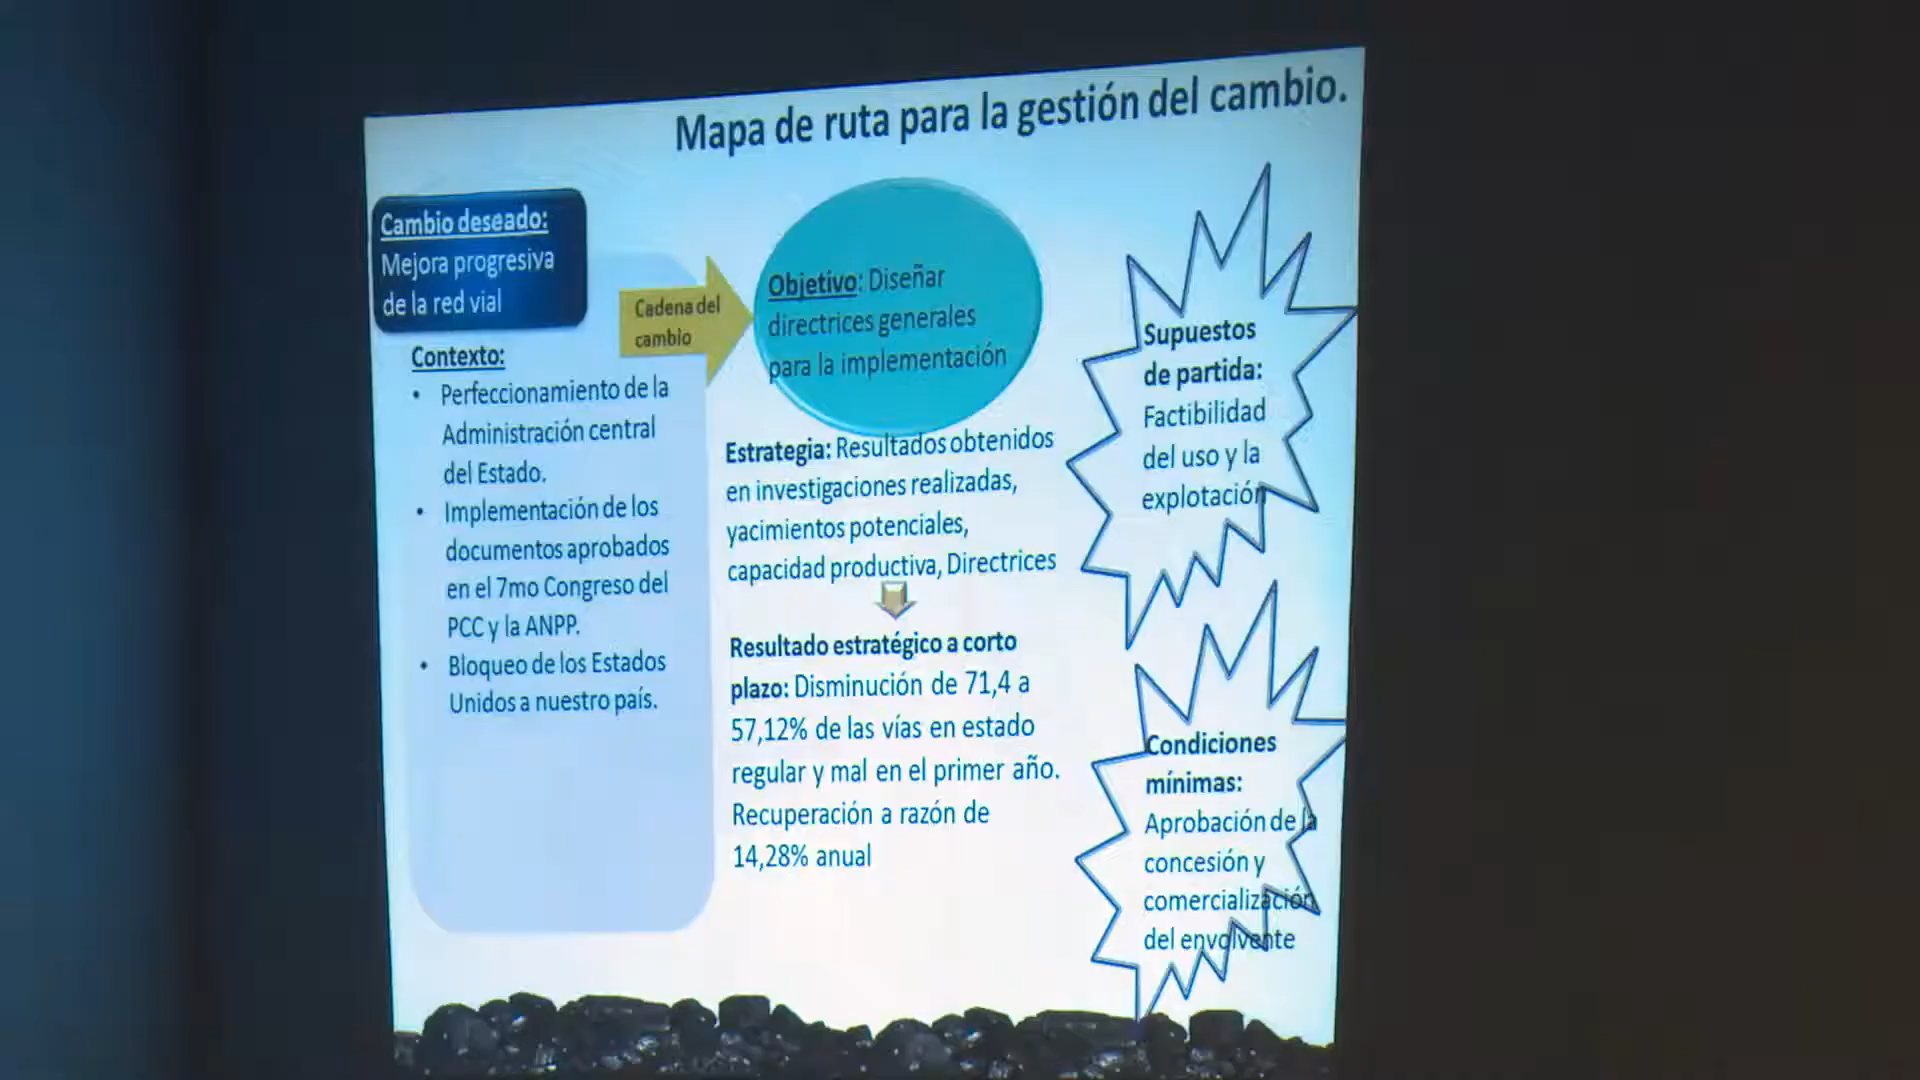 Mapa de ruta para la gestión del cambio.
Cambio deseado:
Mejora progresiva
de la red vial
Contexto:
• Perfeccionamiento de la
Administración central
del Estado.
• Implementación de los
documentos aprobados
en el 7mo Congreso del
PCC y la ANPP.
• Bloqueo de los Estados
Unidos a nuestro país.
Cadena del
cambio
Objetivo: Diseñar
directrices generales
para la implementación
Estrategia: Resultados obtenidos
en investigaciones realizadas,
yacimientos potenciales,
capacidad productiva, Directrices
Resultado estratégico a corto
plazo: Disminución de 71,4 a
57,12% de las vías en estado
regular y mal en el primer año.
Recuperación a razón de
14,28% anual
Supuestos
de partida:
Factibilidad
del uso y la
explotación
Condiciones
mínimas:
Aprobación de la
concesión y
comercialización
del envolvente